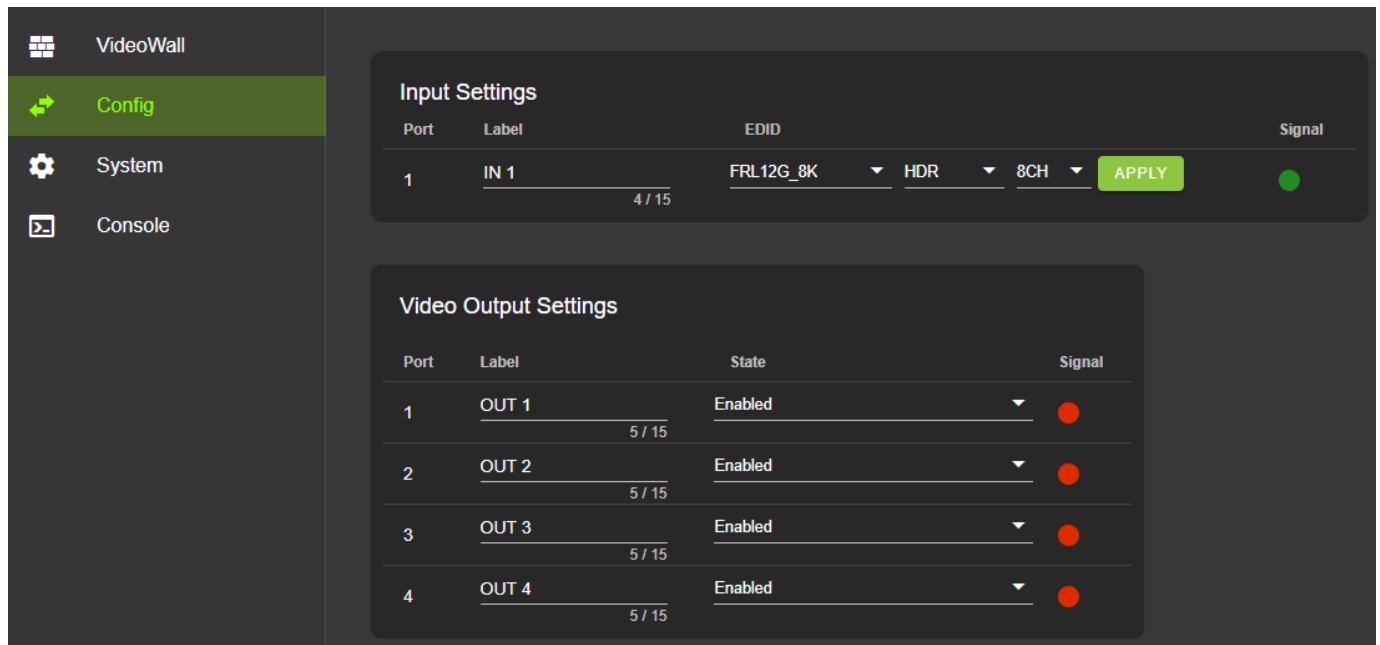 VideoWall
Config
System
Console
Input Settings
Port Label EDID Signal
1 IN 1 FRL12G_8K HDR 8CH APPLY
4 / 15
Video Output Settings
Port Label State Signal
1 OUT 1 Enabled
5 / 15
2 OUT 2 Enabled
5 / 15
3 OUT 3 Enabled
5 / 15
4 OUT 4 Enabled
5 / 15